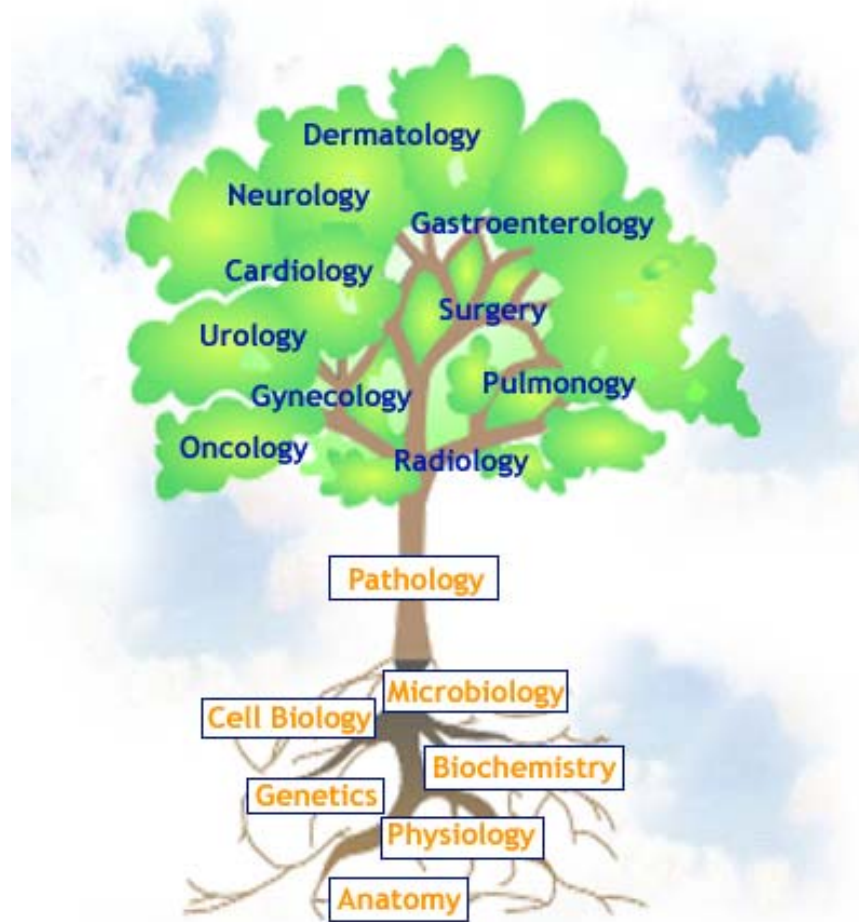 Dermatology
Neurology
Gastroenterology
Cardiology
Surgery
Urology
Pulmonogy
Gynecology
Oncology
Radiology
Pathology
Microbiology
Cell Biology
Biochemistry
Genetics
Physiology
Anatomy